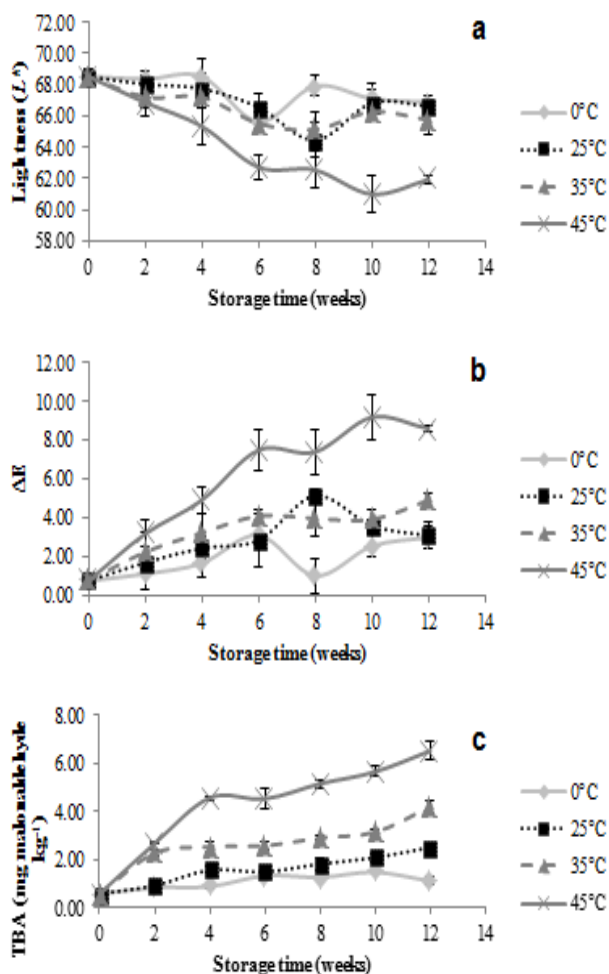 a
72.00
70.00
68.00
66.00
64.00
62.00
60.00
58.00
Lightness (L*)
0 2 4 6 8 10 12 14
Storage time (weeks)
0°C
25°C
35°C
45°C
b
12.00
10.00
8.00
6.00
4.00
2.00
0.00
ΔE
0 2 4 6 8 10 12 14
Storage time (weeks)
0°C
25°C
35°C
45°C
c
8.00
6.00
4.00
2.00
0.00
TBA (mg malonaldehyde
kg⁻¹)
0 2 4 6 8 10 12 14
Storage time (weeks)
0°C
25°C
35°C
45°C